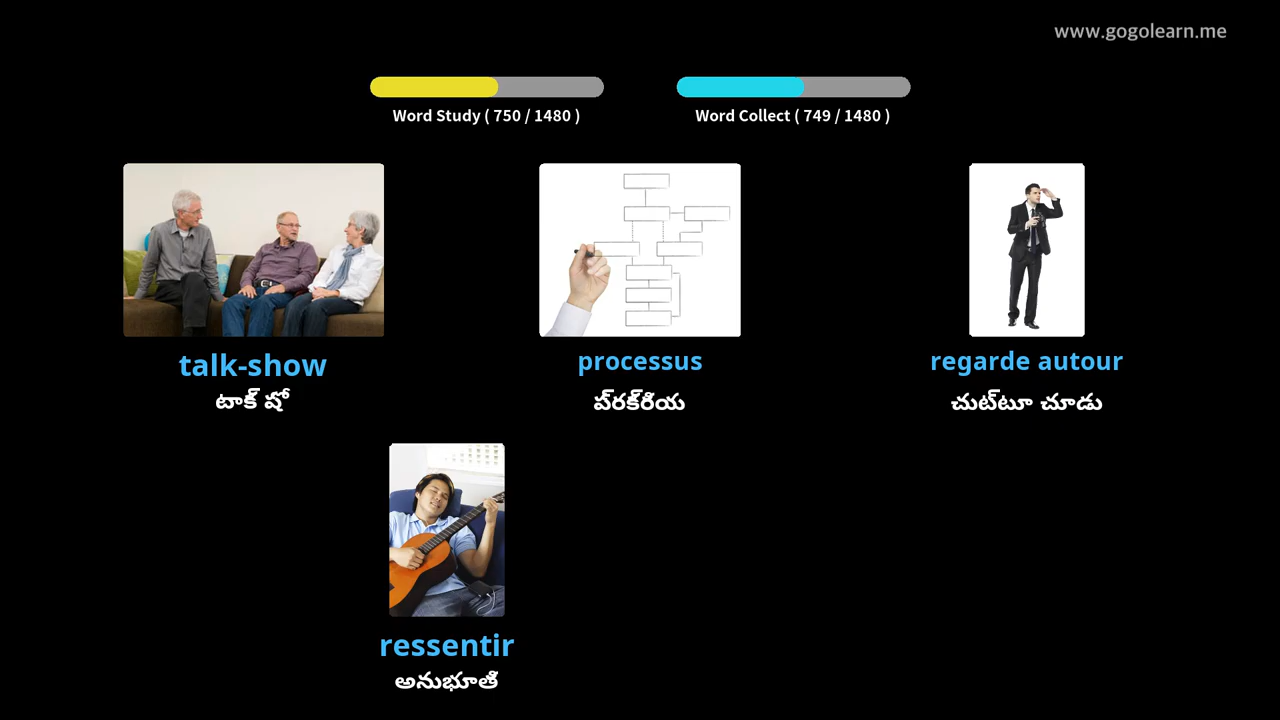 www.gogolearn.me
Word Study ( 750 / 1480 )
Word Collect ( 749 / 1480 )
talk-show
టాక్ షో
processus
ప్రక్రియ
regarde autour
చుట్టూ చూడు
ressentir
అనుభూతి